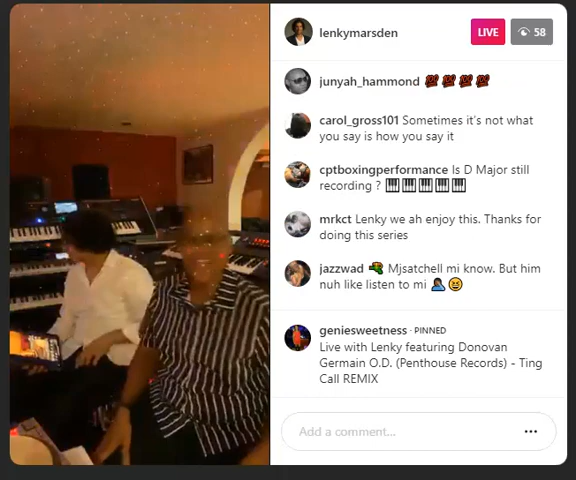 lenkymarsden
LIVE
58
junyah_hammond 💯 💯 💯 💯
carol_gross101 Sometimes it's not what
you say is how you say it
cptboxingperformance Is D Major still
recording ? 🎹🎹🎹🎹🎹
mrkct Lenky we ah enjoy this. Thanks for
doing this series
jazzwad 🔫 Mjsatchell mi know. But him
nuh like listen to mi 🤦🏾‍♂️😆
geniesweetness · PINNED
Live with Lenky featuring Donovan
Germain O.D. (Penthouse Records) - Ting
Call REMIX
Add a comment...